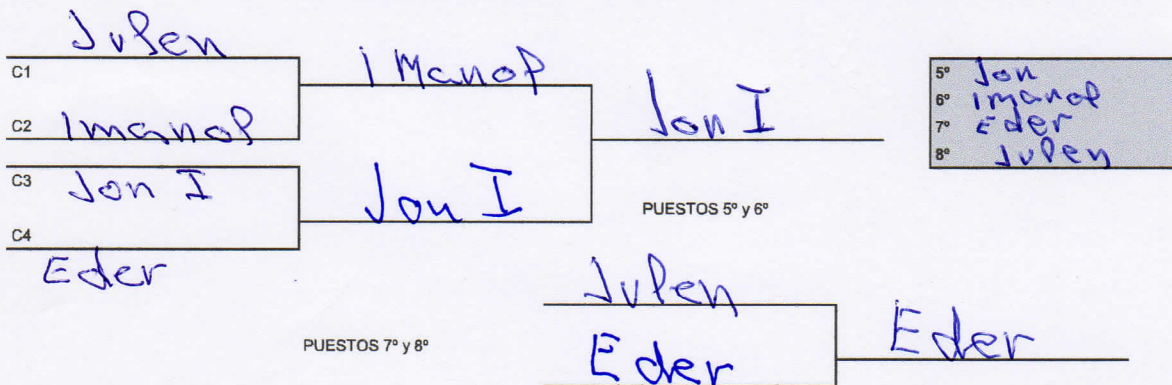 Julen
C1
Imanol
C2 Imanol
Jon I
C3 Jon I
Jon I
PUESTOS 5º y 6º
C4
Eder
5º Jon
6º Imanol
7º Eder
8º Julen
Julen
PUESTOS 7º y 8º
Eder
Eder